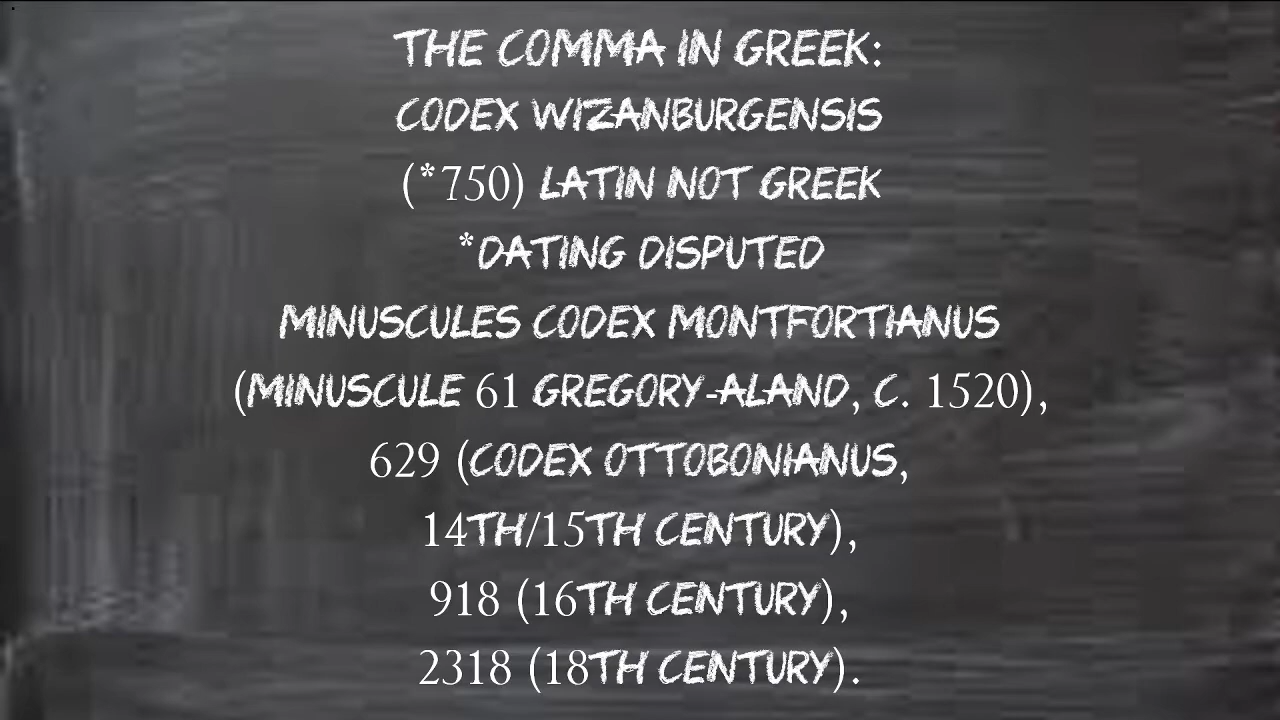 THE COMMA IN GREEK:
CODEX WIZANBURGENSIS
(*750) LATIN NOT GREEK
*DATING DISPUTED
MINUSCULES CODEX MONTFORTIANUS
(MINUSCULE 61 GREGORY-ALAND, C. 1520),
629 (CODEX OTTOBONIANUS,
14TH/15TH CENTURY),
918 (16TH CENTURY),
2318 (18TH CENTURY).